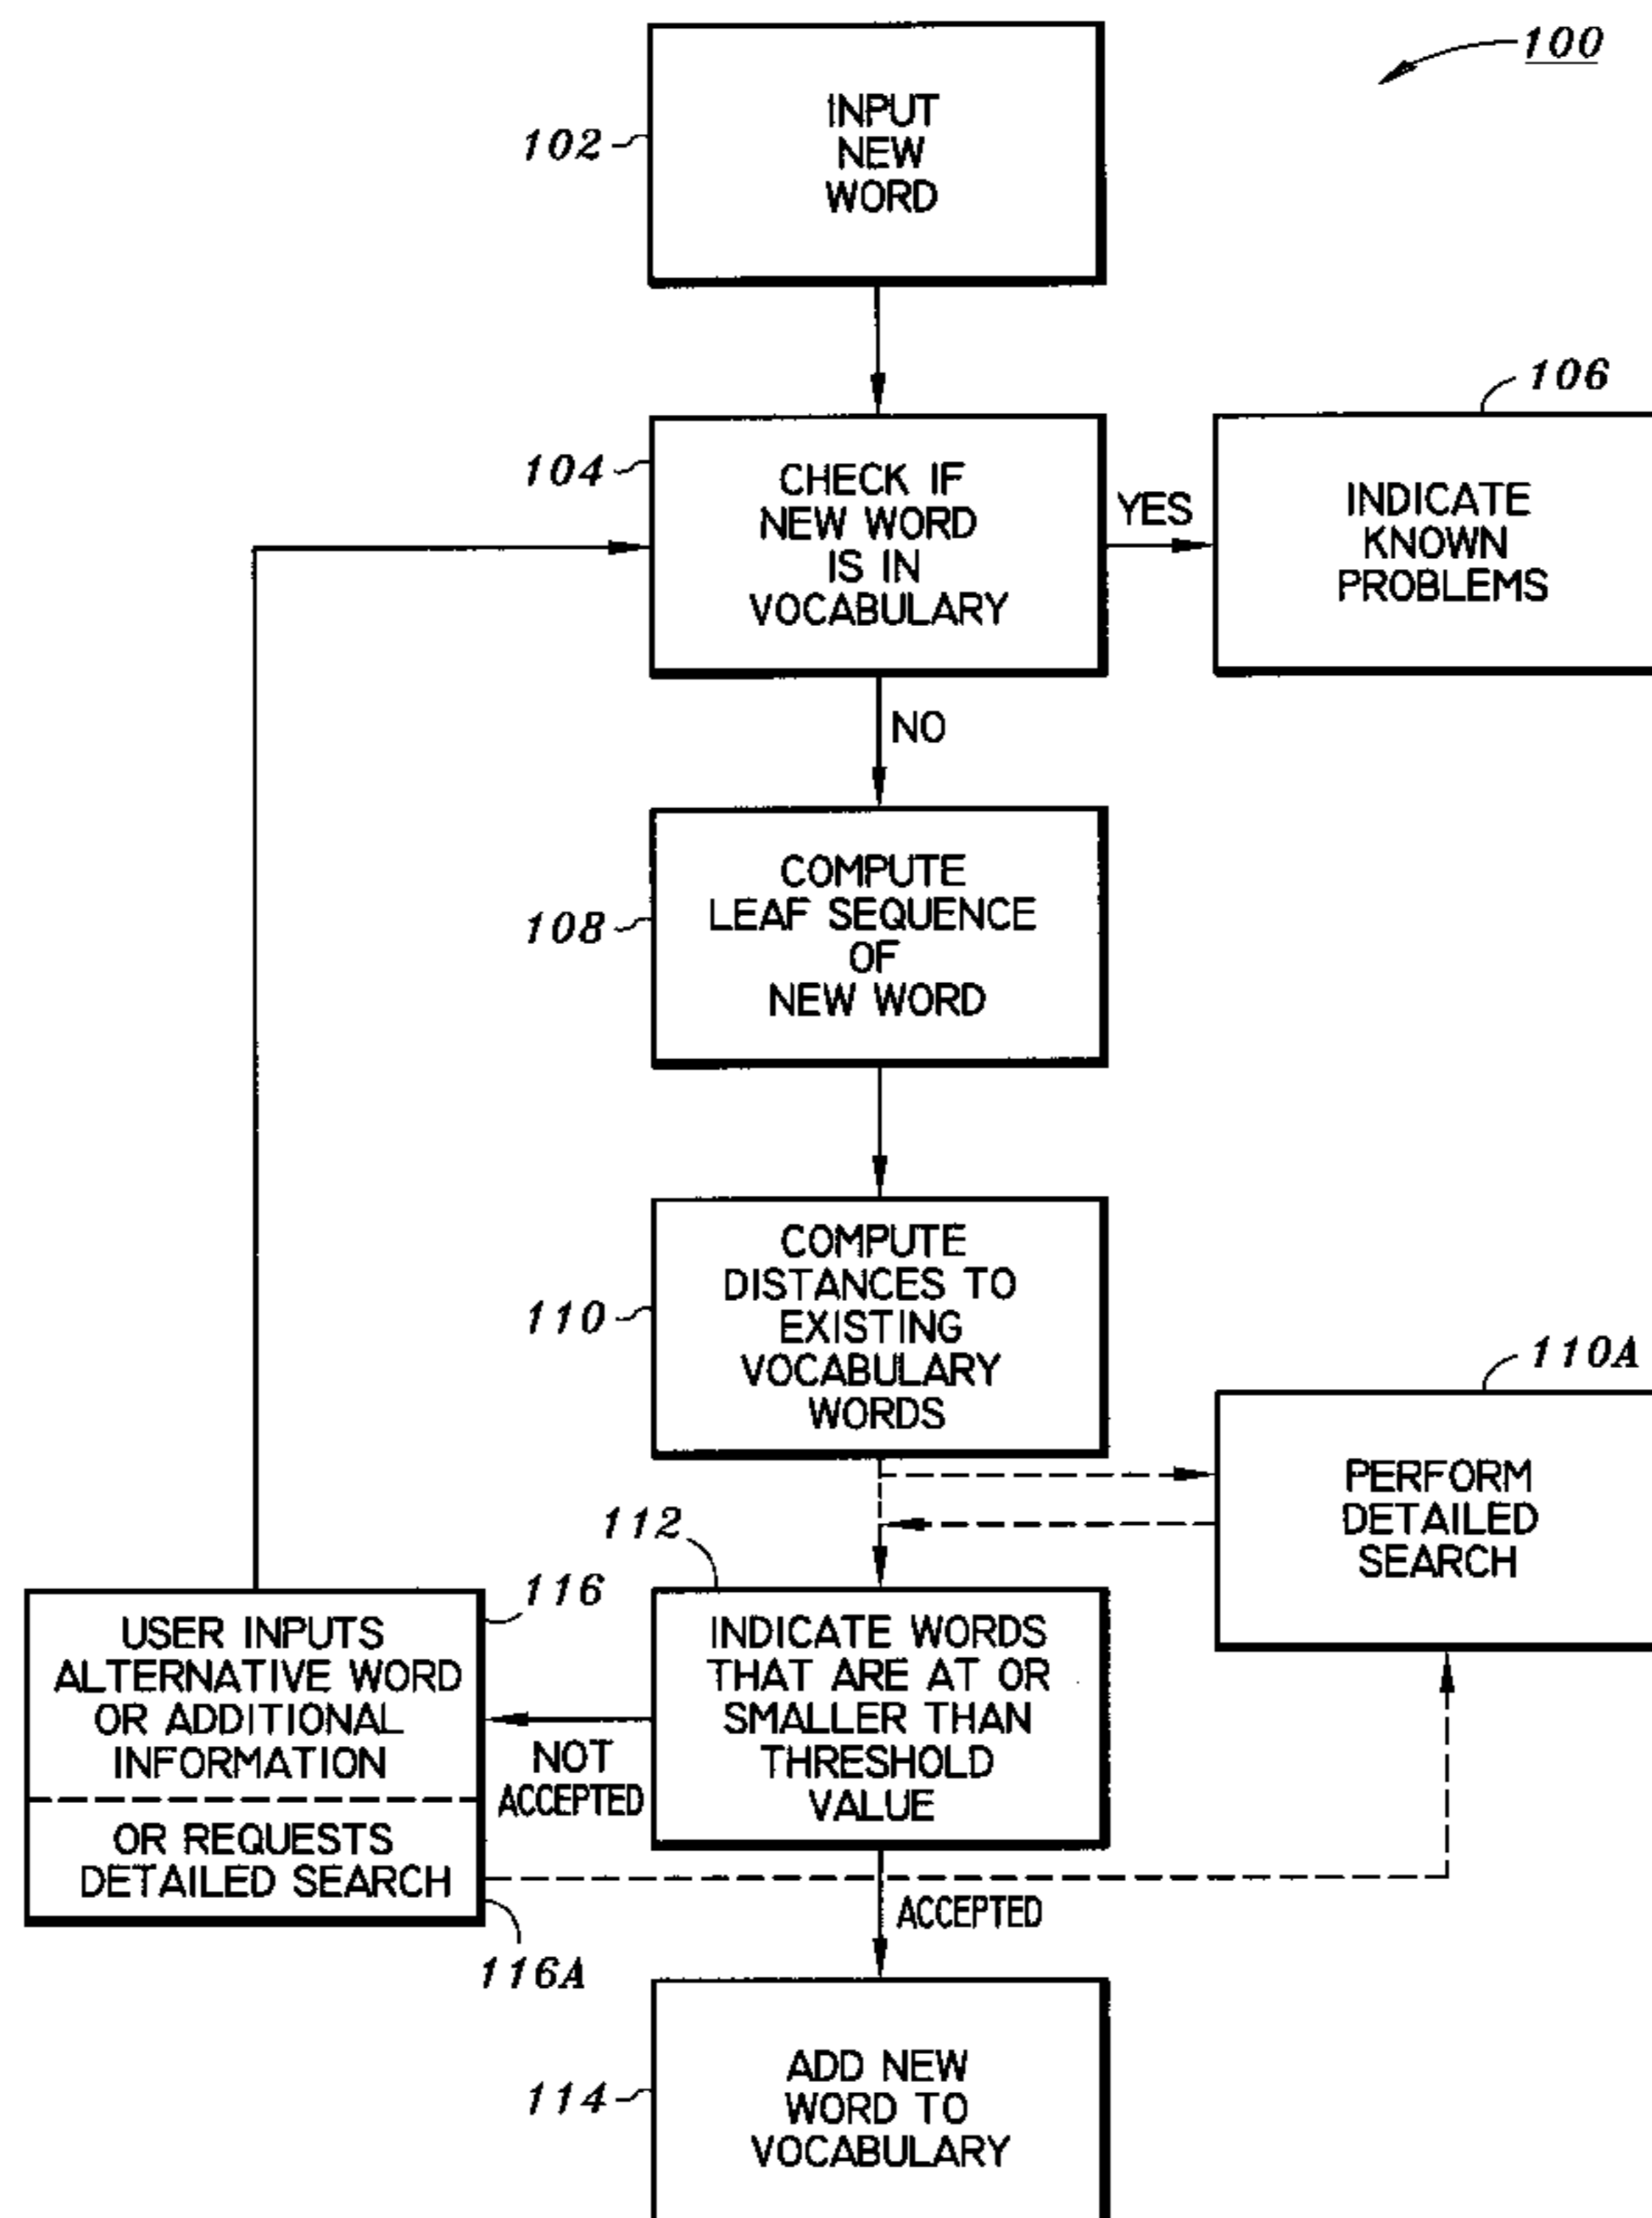 100
102
INPUT
NEW
WORD
106
104
CHECK IF
NEW WORD
IS IN
VOCABULARY
YES
INDICATE
KNOWN
PROBLEMS
NO
108
COMPUTE
LEAF SEQUENCE
OF
NEW WORD
110
COMPUTE
DISTANCES TO
EXISTING
VOCABULARY
WORDS
110A
PERFORM
DETAILED
SEARCH
112
INDICATE WORDS
THAT ARE AT OR
SMALLER THAN
THRESHOLD
VALUE
116
USER INPUTS
ALTERNATIVE WORD
OR ADDITIONAL
INFORMATION
NOT
ACCEPTED
OR REQUESTS
DETAILED SEARCH
116A
ACCEPTED
114
ADD NEW
WORD TO
VOCABULARY